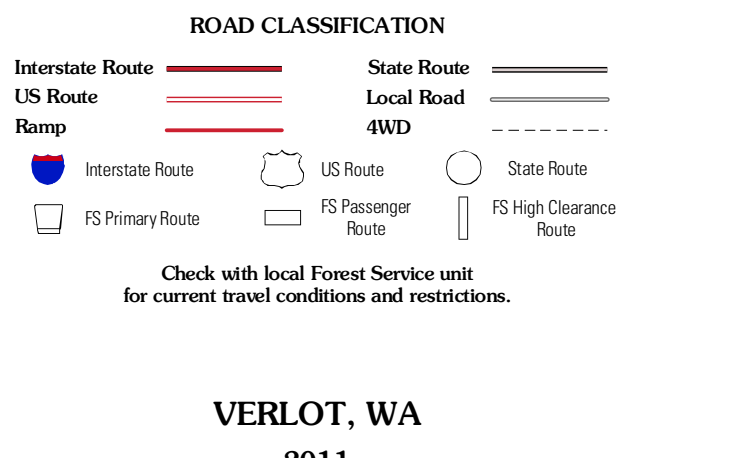 ROAD CLASSIFICATION
Interstate Route
State Route
US Route
Local Road
Ramp
4WD
Interstate Route
US Route
State Route
FS Primary Route
FS Passenger
Route
FS High Clearance
Route
Check with local Forest Service unit
for current travel conditions and restrictions.
VERLOT, WA
2011